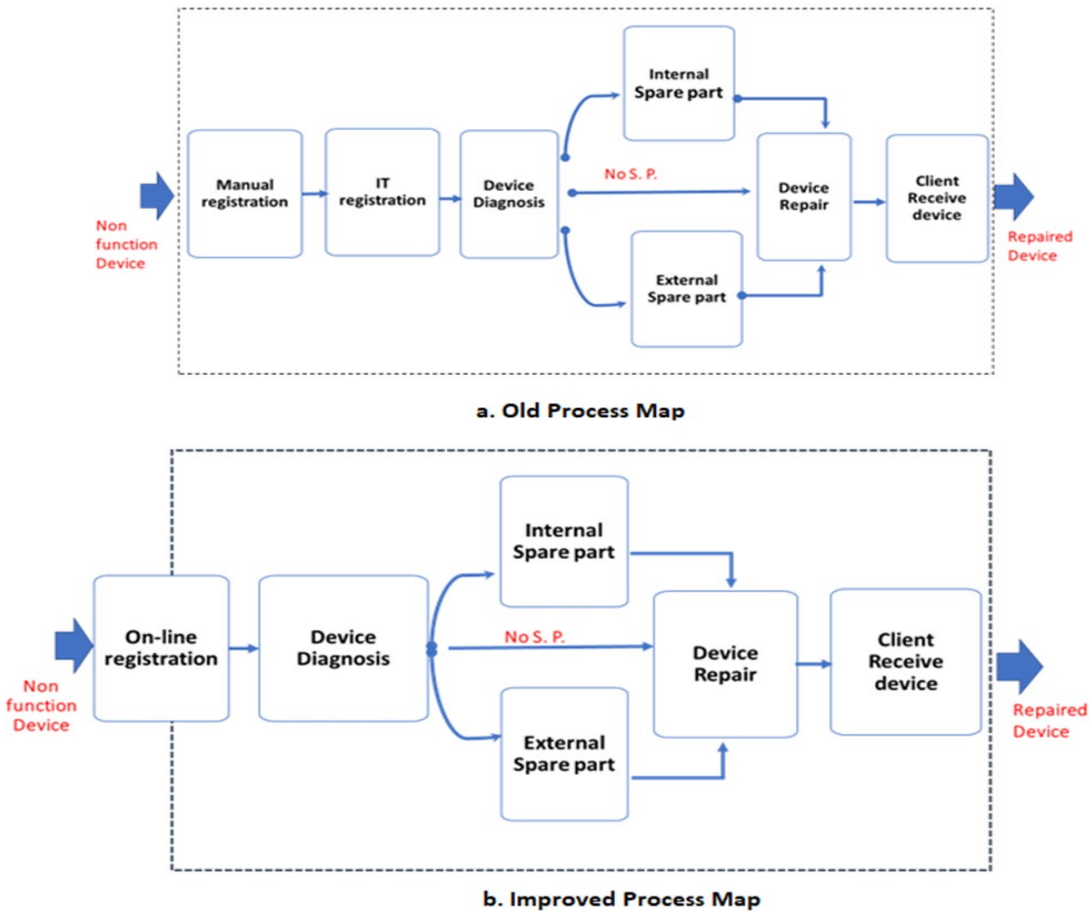 Non
function
Device
Manual
registration
IT
registration
Device
Diagnosis
Internal
Spare part
No S. P.
External
Spare part
Device
Repair
Client
Receive
device
Repaired
Device
a. Old Process Map
Non
function
Device
On-line
registration
Device
Diagnosis
Internal
Spare part
No S. P.
External
Spare part
Device
Repair
Client
Receive
device
Repaired
Device
b. Improved Process Map